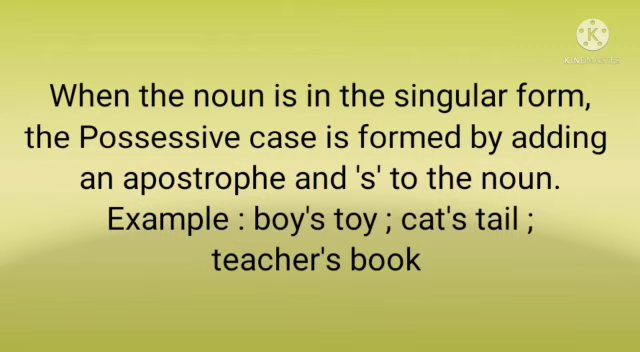 K
KINEMASTER
When the noun is in the singular form,
the Possessive case is formed by adding
an apostrophe and 's' to the noun.
Example : boy's toy ; cat's tail ;
teacher's book